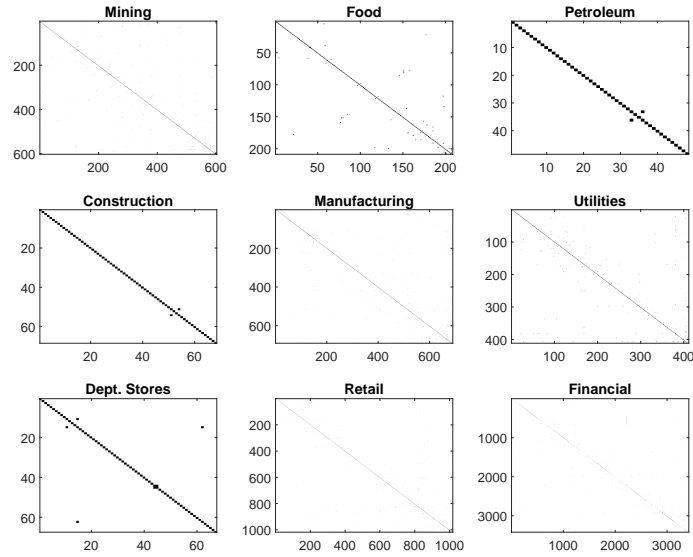 Mining
200
400
600
200 400 600
Food
50
100
150
200
50 100 150 200
Petroleum
10
20
30
40
10 20 30 40
Construction
20
40
60
20 40 60
Manufacturing
200
400
600
200 400 600
Utilities
100
200
300
400
100 200 300 400
Dept. Stores
20
40
60
20 40 60
Retail
200
400
600
800
1000
200 400 600 800 1000
Financial
1000
2000
3000
1000 2000 3000